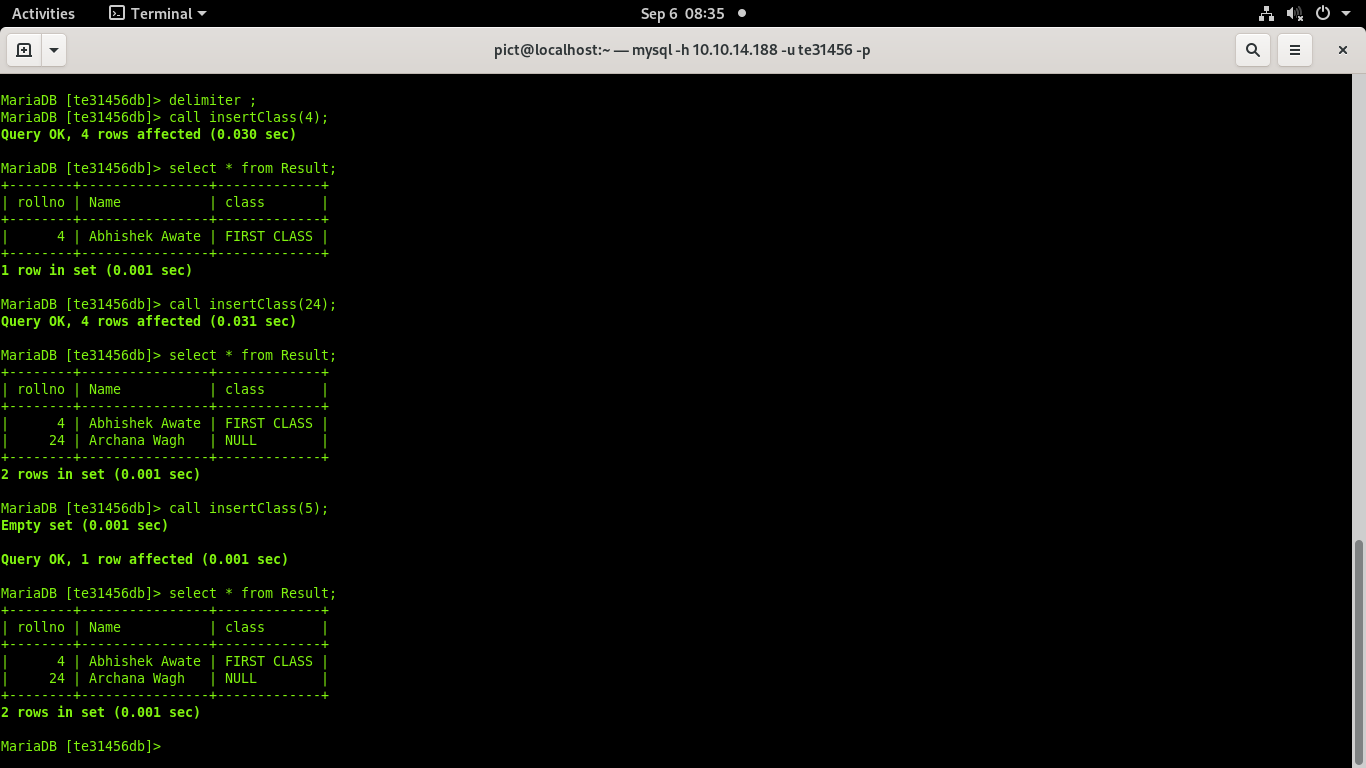 Activities Terminal Sep 6 08:35
pict@localhost:~ — mysql -h 10.10.14.188 -u te31456 -p
MariaDB [te31456db]> delimiter ;
MariaDB [te31456db]> call insertClass(4);
Query OK, 4 rows affected (0.030 sec)
MariaDB [te31456db]> select * from Result;
+--------+----------------+-------------+
| rollno | Name           | class       |
+--------+----------------+-------------+
|      4 | Abhishek Awate | FIRST CLASS |
+--------+----------------+-------------+
1 row in set (0.001 sec)
MariaDB [te31456db]> call insertClass(24);
Query OK, 4 rows affected (0.031 sec)
MariaDB [te31456db]> select * from Result;
+--------+----------------+-------------+
| rollno | Name           | class       |
+--------+----------------+-------------+
|      4 | Abhishek Awate | FIRST CLASS |
|     24 | Archana Wagh   | NULL        |
+--------+----------------+-------------+
2 rows in set (0.001 sec)
MariaDB [te31456db]> call insertClass(5);
Empty set (0.001 sec)
Query OK, 1 row affected (0.001 sec)
MariaDB [te31456db]> select * from Result;
+--------+----------------+-------------+
| rollno | Name           | class       |
+--------+----------------+-------------+
|      4 | Abhishek Awate | FIRST CLASS |
|     24 | Archana Wagh   | NULL        |
+--------+----------------+-------------+
2 rows in set (0.001 sec)
MariaDB [te31456db]>